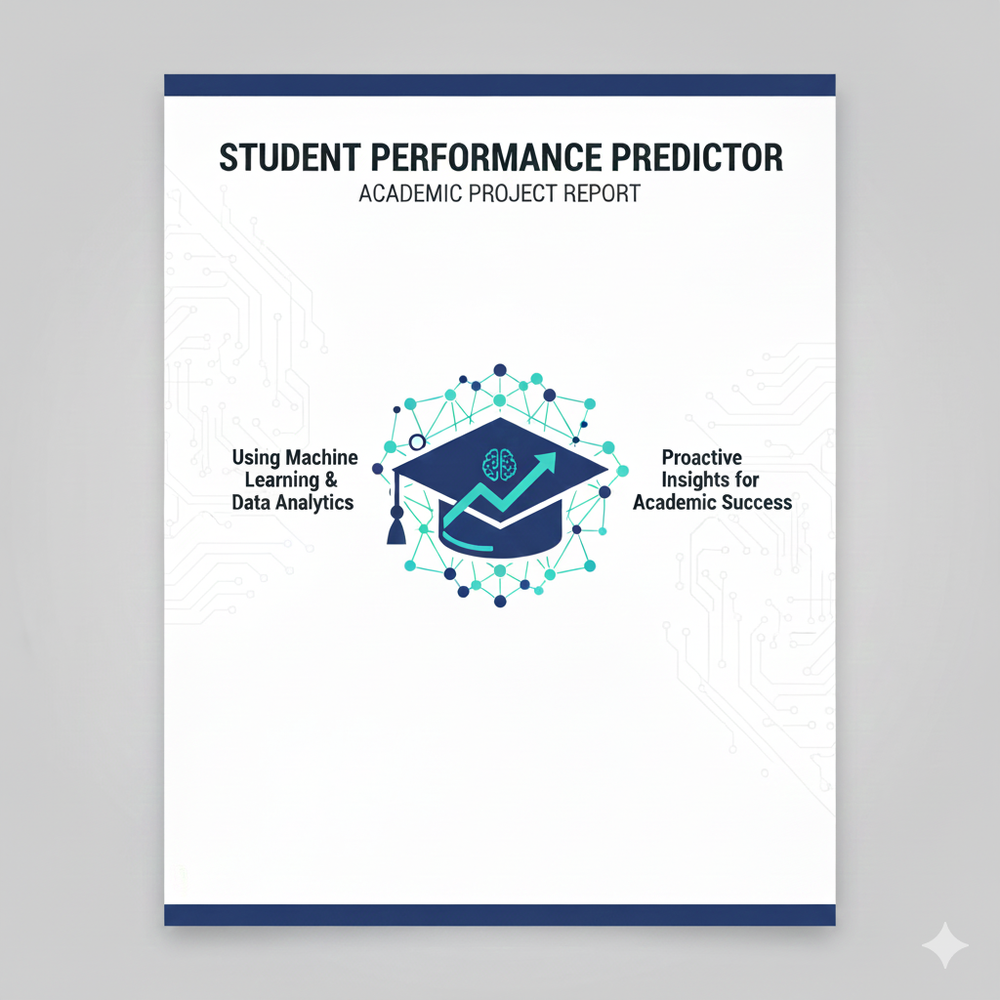 STUDENT PERFORMANCE PREDICTOR
ACADEMIC PROJECT REPORT
Using Machine
Learning &
Data Analytics
Proactive
Insights for
Academic Success